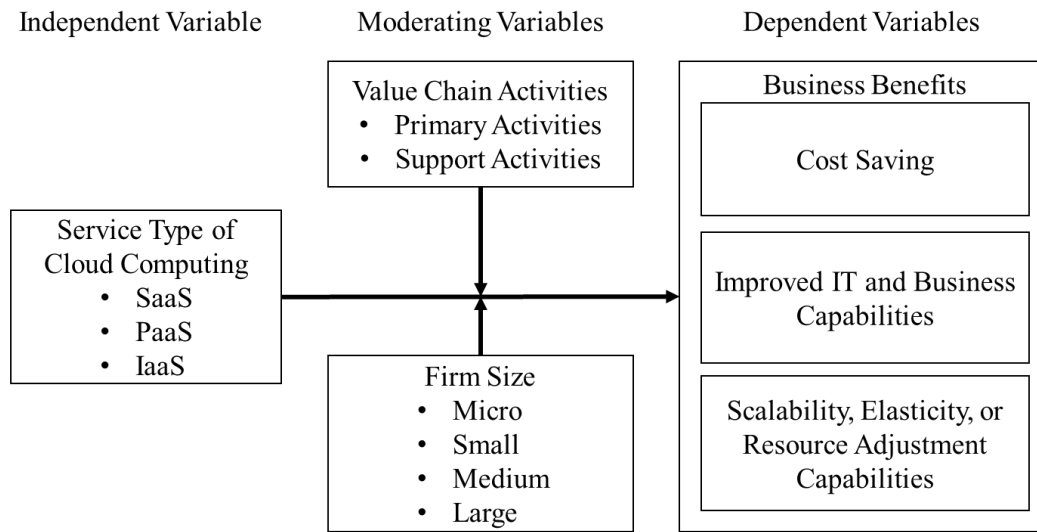 Independent Variable
Moderating Variables
Dependent Variables
Value Chain Activities
• Primary Activities
• Support Activities
Service Type of
Cloud Computing
• SaaS
• PaaS
• IaaS
Firm Size
• Micro
• Small
• Medium
• Large
Business Benefits
Cost Saving
Improved IT and Business
Capabilities
Scalability, Elasticity, or
Resource Adjustment
Capabilities